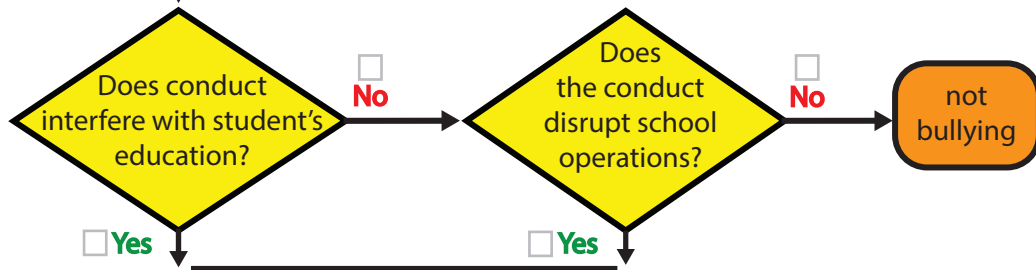 Does conduct
interfere with student's
education?
No
Does
the conduct
disrupt school
operations?
No
not
bullying
Yes
Yes